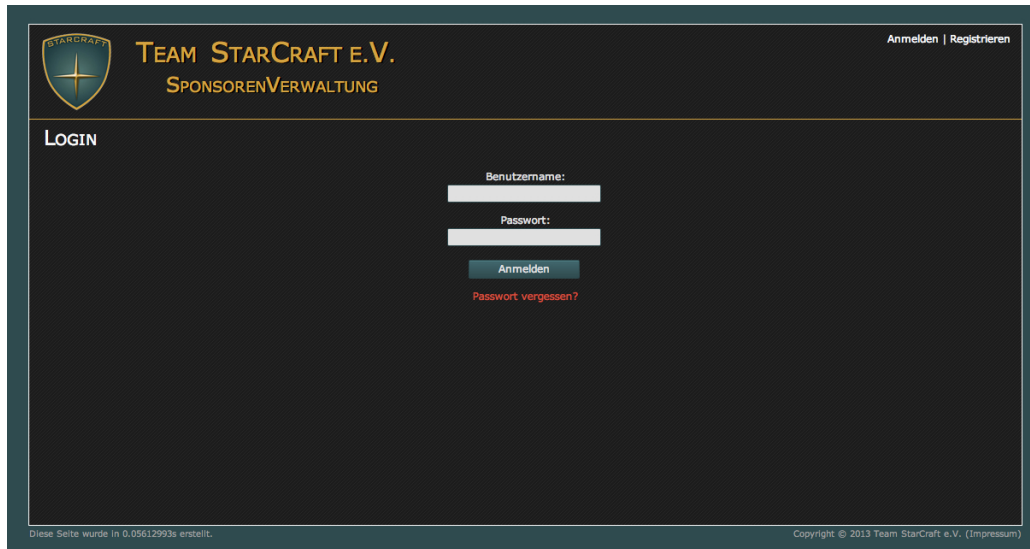 STARCRAFT
Team StarCraft e.V.
SponsorenVerwaltung
Anmelden | Registrieren
Login
Benutzername:
Passwort:
Anmelden
Passwort vergessen?
Diese Seite wurde in 0.05612993s erstellt.
Copyright © 2013 Team StarCraft e.V. (Impressum)